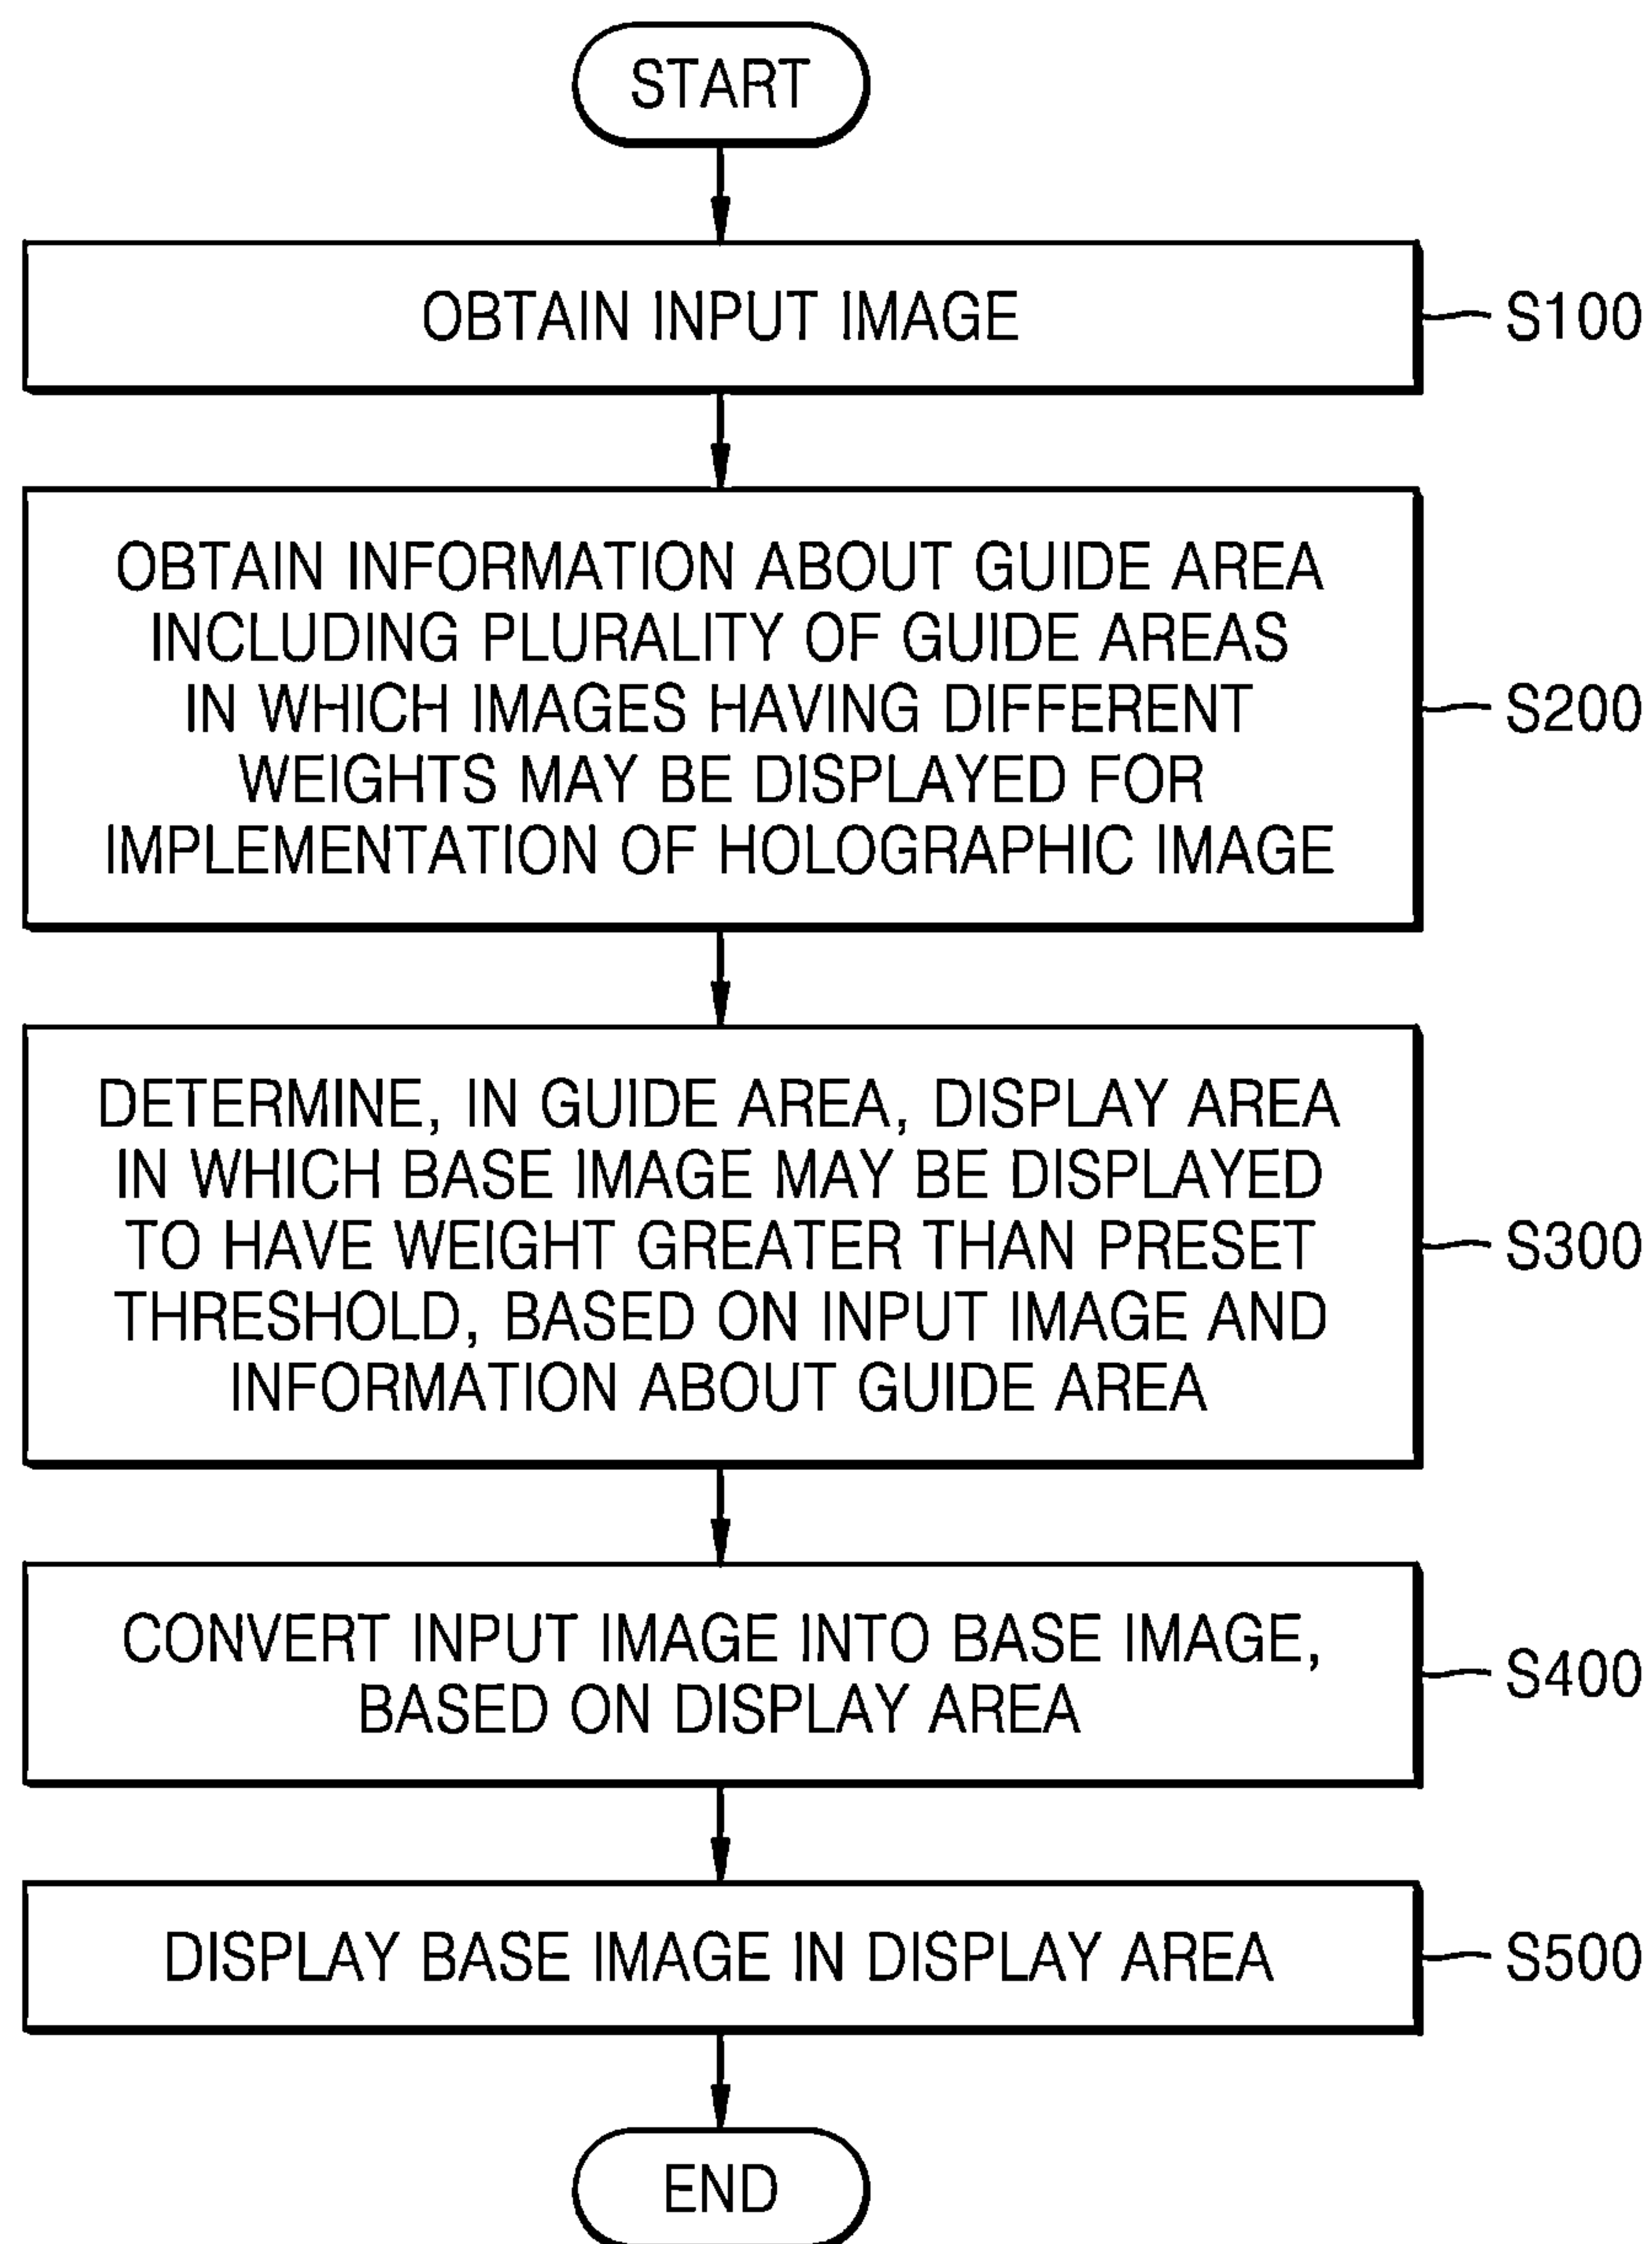 START
OBTAIN INPUT IMAGE
S100
OBTAIN INFORMATION ABOUT GUIDE AREA
INCLUDING PLURALITY OF GUIDE AREAS
IN WHICH IMAGES HAVING DIFFERENT
WEIGHTS MAY BE DISPLAYED FOR
IMPLEMENTATION OF HOLOGRAPHIC IMAGE
S200
DETERMINE, IN GUIDE AREA, DISPLAY AREA
IN WHICH BASE IMAGE MAY BE DISPLAYED
TO HAVE WEIGHT GREATER THAN PRESET
THRESHOLD, BASED ON INPUT IMAGE AND
INFORMATION ABOUT GUIDE AREA
S300
CONVERT INPUT IMAGE INTO BASE IMAGE,
BASED ON DISPLAY AREA
S400
DISPLAY BASE IMAGE IN DISPLAY AREA
S500
END